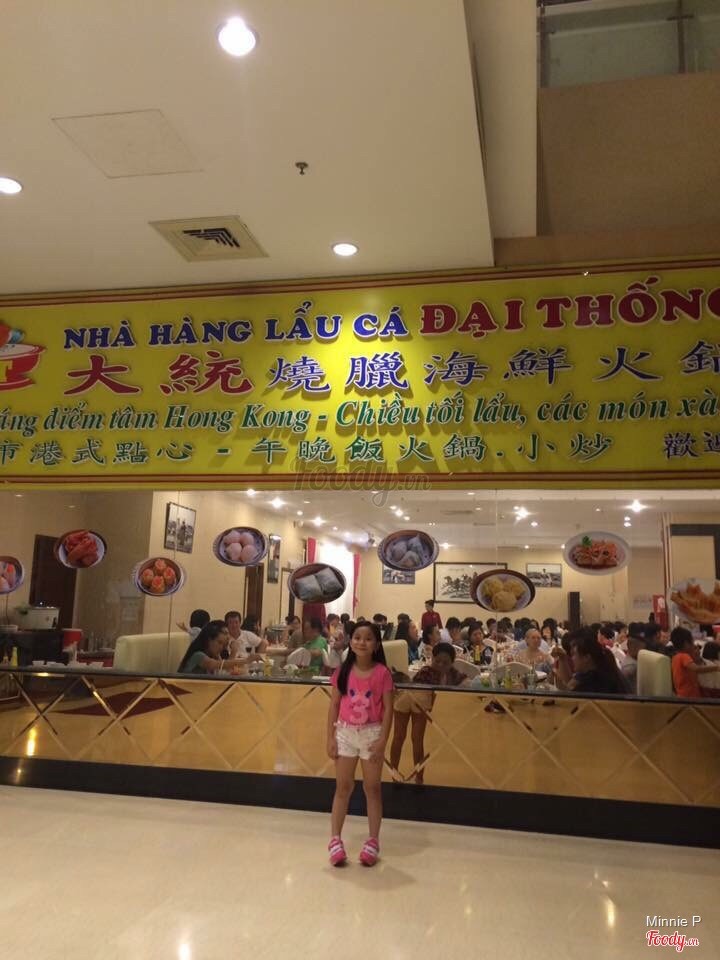 NHÀ HÀNG LẨU CÁ ĐẠI THỐNG
大統燒臘海鮮火鍋
áng điểm tâm Hong Kong - Chiều tối lẩu, các món xà
市港式點心 - 午晚飯火鍋.小炒 歡迎
foody.vn
Minnie P
Foody.vn